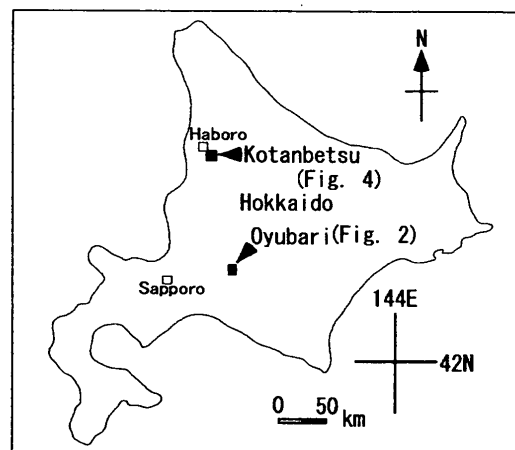 N
Haboro
Kotanbetsu
(Fig. 4)
Hokkaido
Oyubari(Fig. 2)
Sapporo
144E
42N
0 50 km